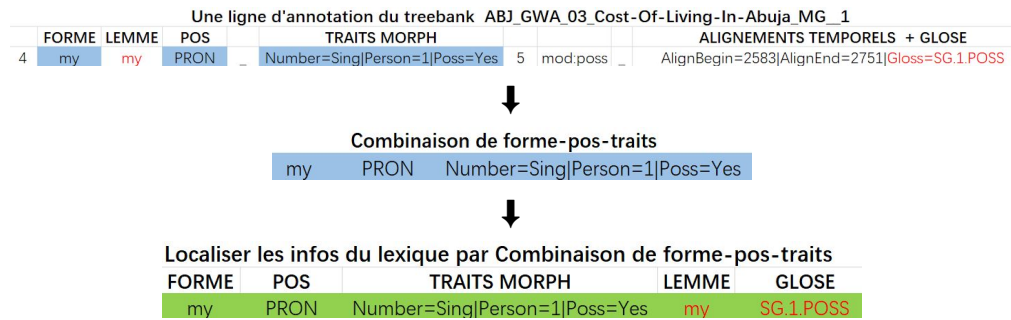 Une ligne d'annotation du treebank ABJ_GWA_03_Cost-Of-Living-In-Abuja_MG__1
FORME LEMME POS TRAITS MORPH ALIGNEMENTS TEMPORELS + GLOSE
4 my my PRON _ Number=Sing|Person=1|Poss=Yes 5 mod:poss _ AlignBegin=2583|AlignEnd=2751|Gloss=SG.1.POSS
Combinaison de forme-pos-traits
my PRON Number=Sing|Person=1|Poss=Yes
Localiser les infos du lexique par Combinaison de forme-pos-traits
FORME POS TRAITS MORPH LEMME GLOSE
my PRON Number=Sing|Person=1|Poss=Yes my SG.1.POSS